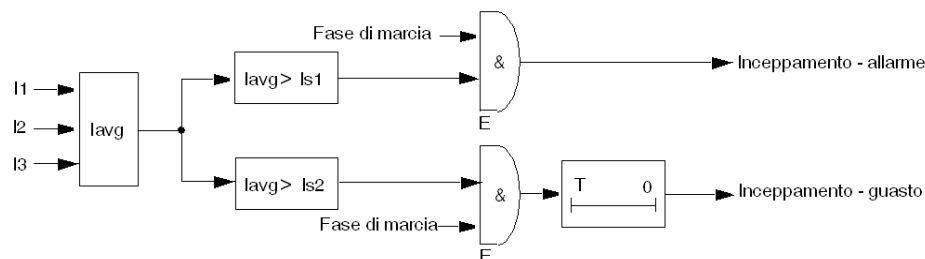 Fase di marcia
&
Inceppamento - allarme
Iavg > Is1
E
I1
I2
I3
Iavg
Iavg > Is2
&
T 0
Inceppamento - guasto
Fase di marcia
E